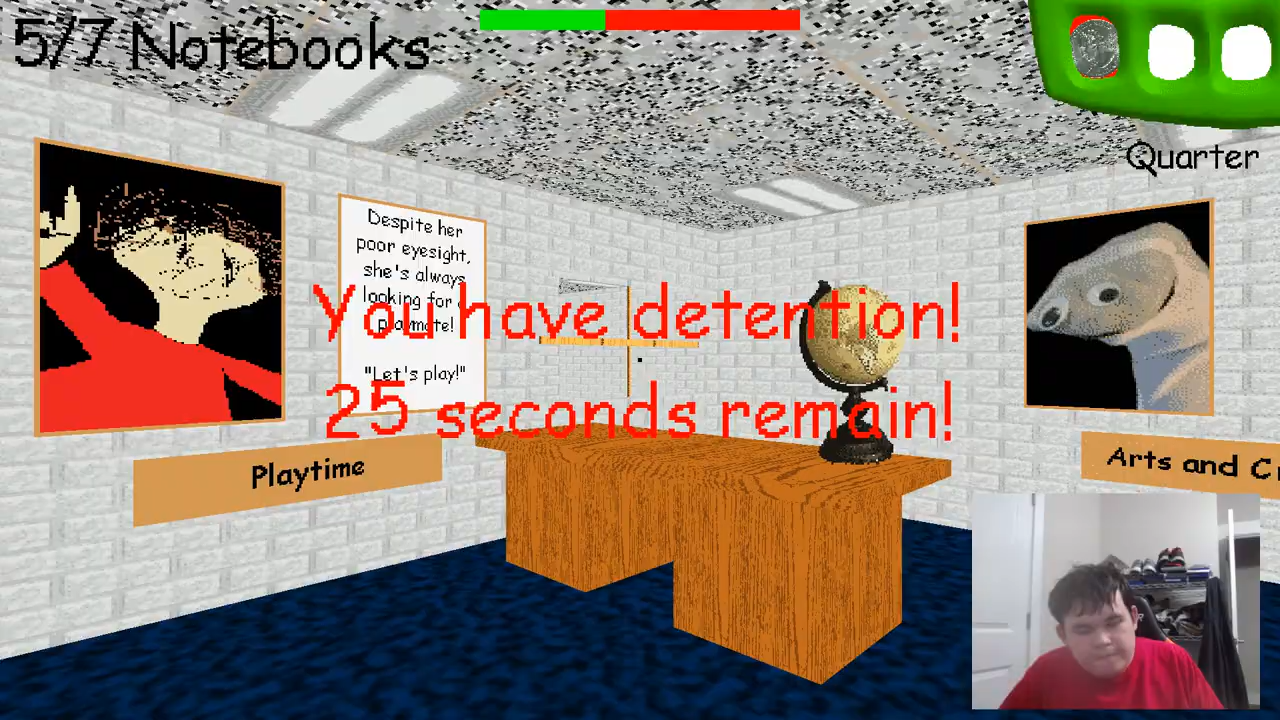 5/7 Notebooks
Quarter
Despite her
poor eyesight,
she's always
looking for a
playmate!
"Let's play!"
You have detention!
25 seconds remain!
Playtime
Arts and Cr